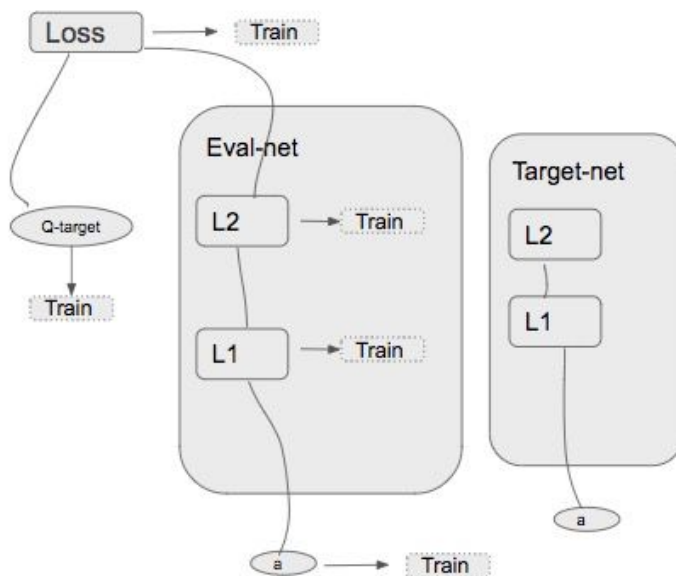 Loss
Train
Eval-net
Target-net
L2
Train
L2
Q-target
Train
L1
Train
L1
a
a
Train